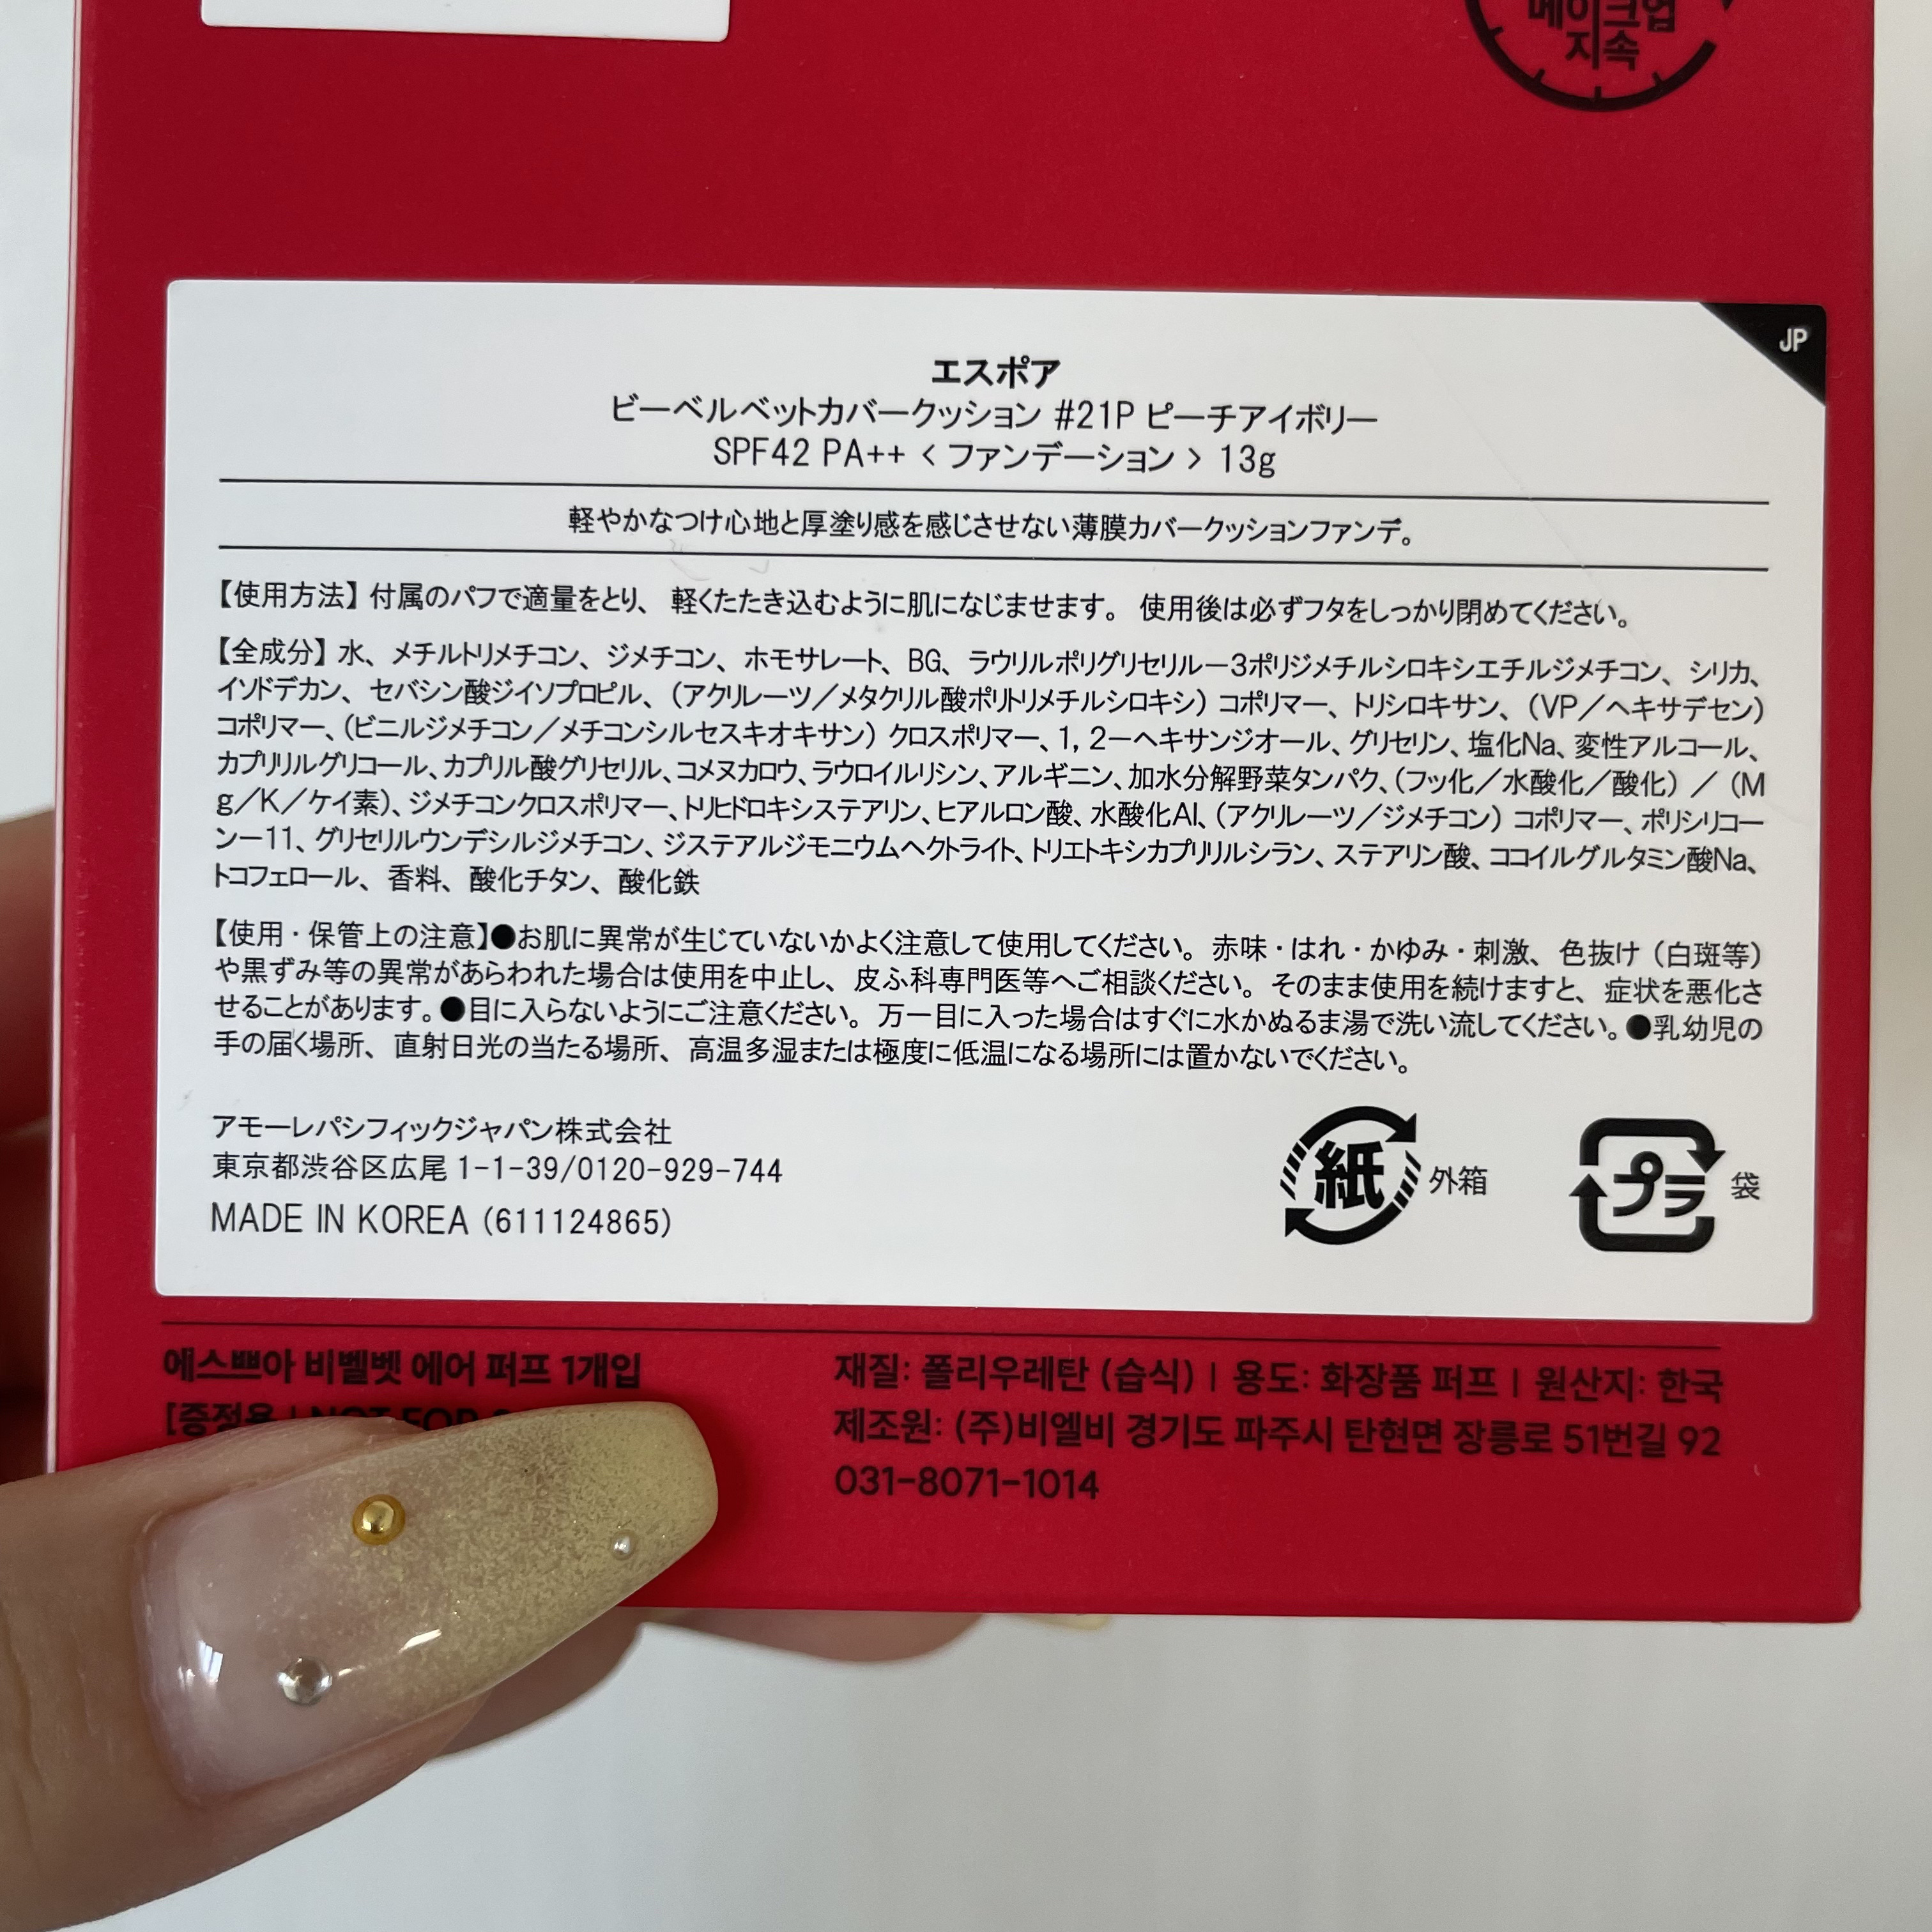 메이크업
지속
JP
エスポア
ビーベルベットカバークッション #21P ピーチアイボリー
SPF42 PA++ < ファンデーション > 13g
軽やかなつけ心地と厚塗り感を感じさせない薄膜カバークッションファンデ。
【使用方法】付属のパフで適量をとり、 軽くたたき込むように肌になじませます。 使用後は必ずフタをしっかり閉めてください。
【全成分】水、 メチルトリメチコン、 ジメチコン、 ホモサレート、 BG、 ラウリルポリグリセリル－3ポリジメチルシロキシエチルジメチコン、 シリカ、
イソドデカン、 セバシン酸ジイソプロピル、 (アクリレーツ／メタクリル酸ポリトリメチルシロキシ) コポリマー、 トリシロキサン、 (VP／ヘキサデセン)
コポリマー、(ビニルジメチコン／メチコンシルセスキオキサン) クロスポリマー、1, 2－ヘキサンジオール、グリセリン、塩化Na、変性アルコール、
カプリリルグリコール、カプリル酸グリセリル、コメヌカロウ、ラウロイルリシン、アルギニン、加水分解野菜タンパク、(フッ化／水酸化／酸化) ／ (M
g／K／ケイ素)、ジメチコンクロスポリマー、トリヒドロキシステアリン、ヒアルロン酸、水酸化Al、(アクリレーツ／ジメチコン) コポリマー、ポリシリコー
ン－11、グリセリルウンデシルジメチコン、ジステアルジモニウムヘクトライト、トリエトキシカプリリルシラン、ステアリン酸、ココイルグルタミン酸Na、
トコフェロール、 香料、 酸化チタン、 酸化鉄
【使用・保管上の注意】●お肌に異常が生じていないかよく注意して使用してください。 赤味・はれ・かゆみ・刺激、 色抜け (白斑等)
や黒ずみ等の異常があらわれた場合は使用を中止し、 皮ふ科専門医等へご相談ください。 そのまま使用を続けますと、 症状を悪化さ
せることがあります。●目に入らないようにご注意ください。 万一目に入った場合はすぐに水かぬるま湯で洗い流してください。●乳幼児の
手の届く場所、 直射日光の当たる場所、 高温多湿または極度に低温になる場所には置かないでください。
アモーレパシフィックジャパン株式会社
東京都渋谷区広尾 1-1-39/0120-929-744
MADE IN KOREA (611124865)
紙 外箱
プラ 袋
에스쁘아 비벨벳 에어 퍼프 1개입
[증정용 | NOT FOR
재질: 폴리우레탄 (습식) | 용도: 화장품 퍼프 | 원산지: 한국
제조원: (주)비엘비 경기도 파주시 탄현면 장릉로 51번길 92
031-8071-1014